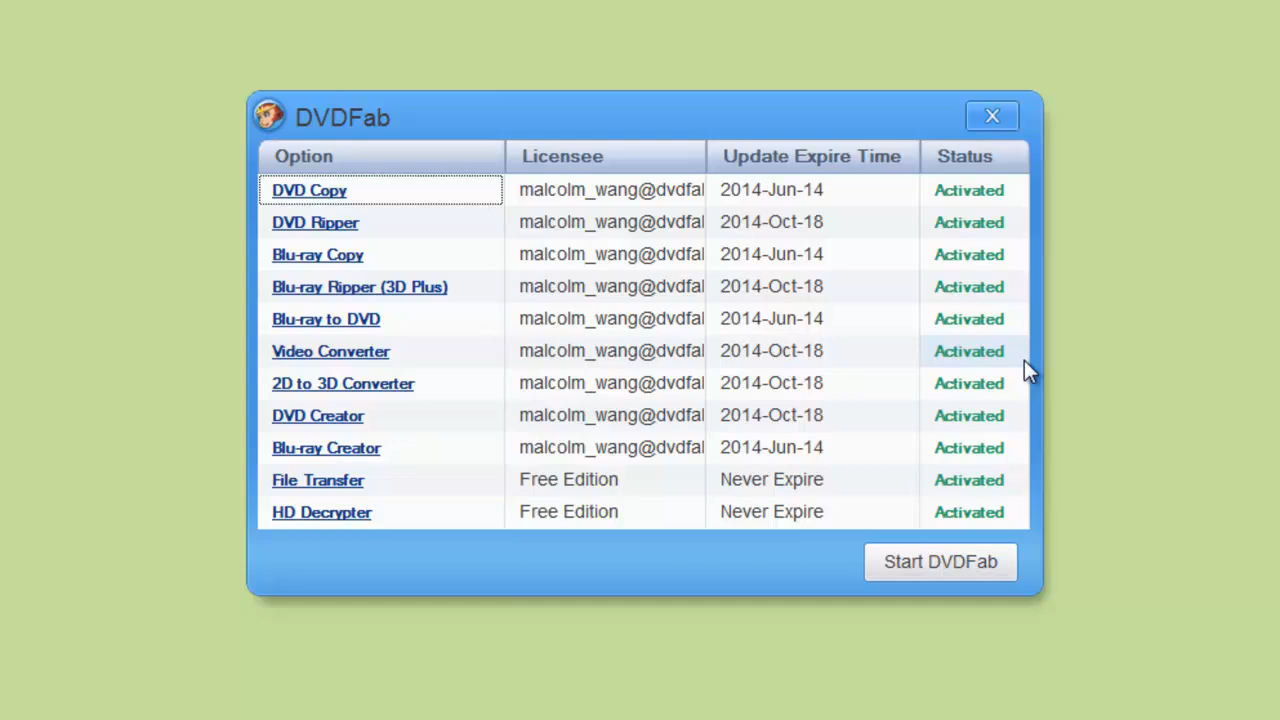 DVDFab
X
Option Licensee Update Expire Time Status
DVD Copy malcolm_wang@dvdfal 2014-Jun-14 Activated
DVD Ripper malcolm_wang@dvdfal 2014-Oct-18 Activated
Blu-ray Copy malcolm_wang@dvdfal 2014-Jun-14 Activated
Blu-ray Ripper (3D Plus) malcolm_wang@dvdfal 2014-Oct-18 Activated
Blu-ray to DVD malcolm_wang@dvdfal 2014-Jun-14 Activated
Video Converter malcolm_wang@dvdfal 2014-Oct-18 Activated
2D to 3D Converter malcolm_wang@dvdfal 2014-Oct-18 Activated
DVD Creator malcolm_wang@dvdfal 2014-Oct-18 Activated
Blu-ray Creator malcolm_wang@dvdfal 2014-Jun-14 Activated
File Transfer Free Edition Never Expire Activated
HD Decrypter Free Edition Never Expire Activated
Start DVDFab